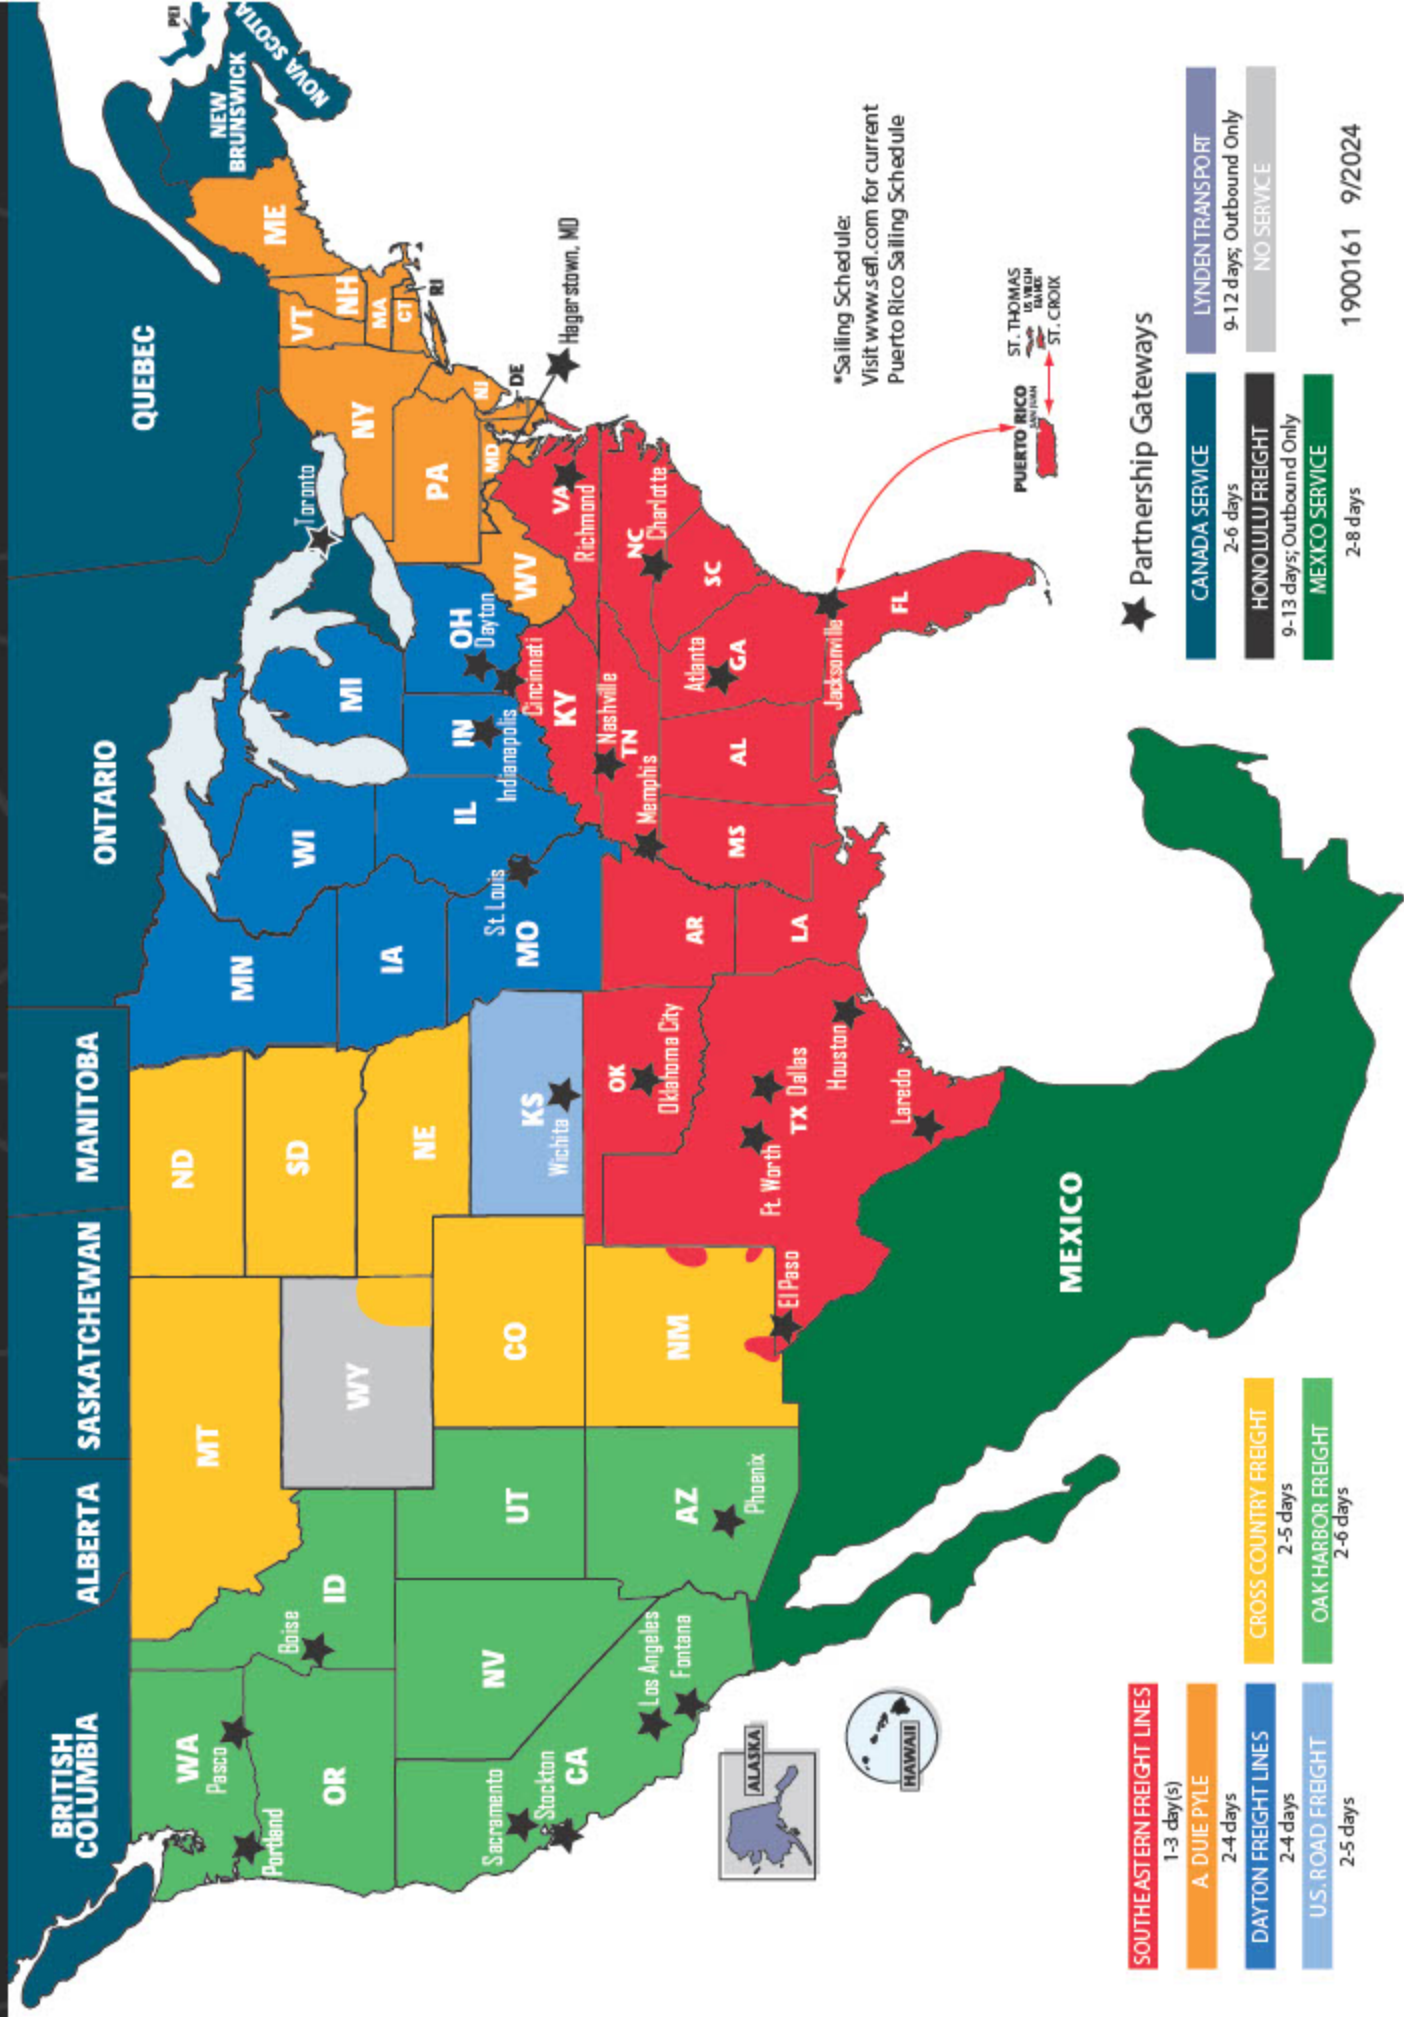 BRITISH
COLUMBIA
ALBERTA
SASKATCHEWAN
MANITOBA
ONTARIO
QUEBEC
NEW
BRUNSWICK
PEI
NOVA SCOTIA
WA
Pasco
Portland
OR
Boise
ID
MT
ND
SD
NE
WY
MN
WI
MI
IA
IL
IN
Indianapolis
OH
Dayton
Cincinnati
Toronto
NY
PA
VT
NH
ME
MA
CT
RI
NJ
DE
MD
Hagerstown, MD
WV
VA
Richmond
KY
St. Louis
MO
KS
Wichita
CO
UT
NV
Sacramento
Stockton
CA
Los Angeles
Fontana
AZ
Phoenix
NM
El Paso
OK
Oklahoma City
TX
Dallas
Ft. Worth
Houston
Laredo
AR
LA
MS
AL
Memphis
TN
Nashville
Atlanta
GA
NC
Charlotte
SC
Jacksonville
FL
MEXICO
ALASKA
HAWAII
*Sailing Schedule:
Visit www.sefl.com for current
Puerto Rico Sailing Schedule
PUERTO RICO
SAN JUAN
ST. THOMAS
US VIRGIN
ISLANDS
ST. CROIX
Partnership Gateways
SOUTHEASTERN FREIGHT LINES
1-3 day(s)
A. DUIE PYLE
2-4 days
DAYTON FREIGHT LINES
2-4 days
U.S. ROAD FREIGHT
2-5 days
CROSS COUNTRY FREIGHT
2-5 days
OAK HARBOR FREIGHT
2-6 days
CANADA SERVICE
2-6 days
HONOLULU FREIGHT
9-13 days; Outbound Only
MEXICO SERVICE
2-8 days
LYNDEN TRANSPORT
9-12 days; Outbound Only
NO SERVICE
1900161 9/2024